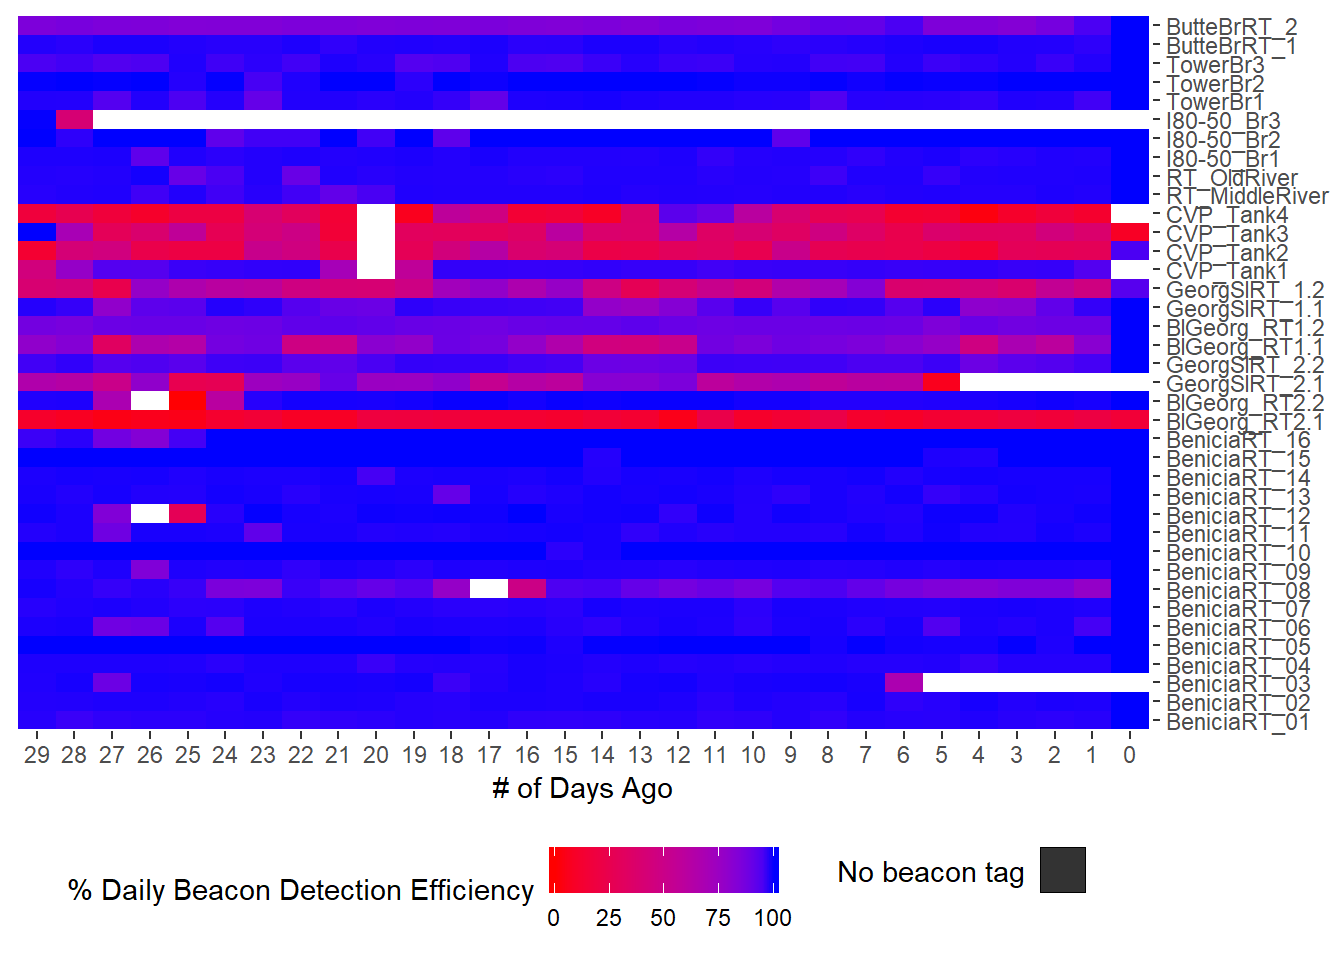 ButteBrRT_2
ButteBrRT_1
TowerBr3
TowerBr2
TowerBr1
I80-50_Br3
I80-50_Br2
I80-50_Br1
RT_OldRiver
RT_MiddleRiver
CVP_Tank4
CVP_Tank3
CVP_Tank2
CVP_Tank1
GeorgSlRT_1.2
GeorgSlRT_1.1
BlGeorg_RT1.2
BlGeorg_RT1.1
GeorgSlRT_2.2
GeorgSlRT_2.1
BlGeorg_RT2.2
BlGeorg_RT2.1
BeniciaRT_16
BeniciaRT_15
BeniciaRT_14
BeniciaRT_13
BeniciaRT_12
BeniciaRT_11
BeniciaRT_10
BeniciaRT_09
BeniciaRT_08
BeniciaRT_07
BeniciaRT_06
BeniciaRT_05
BeniciaRT_04
BeniciaRT_03
BeniciaRT_02
BeniciaRT_01
29 28 27 26 25 24 23 22 21 20 19 18 17 16 15 14 13 12 11 10 9 8 7 6 5 4 3 2 1 0
# of Days Ago
% Daily Beacon Detection Efficiency
0 25 50 75 100
No beacon tag